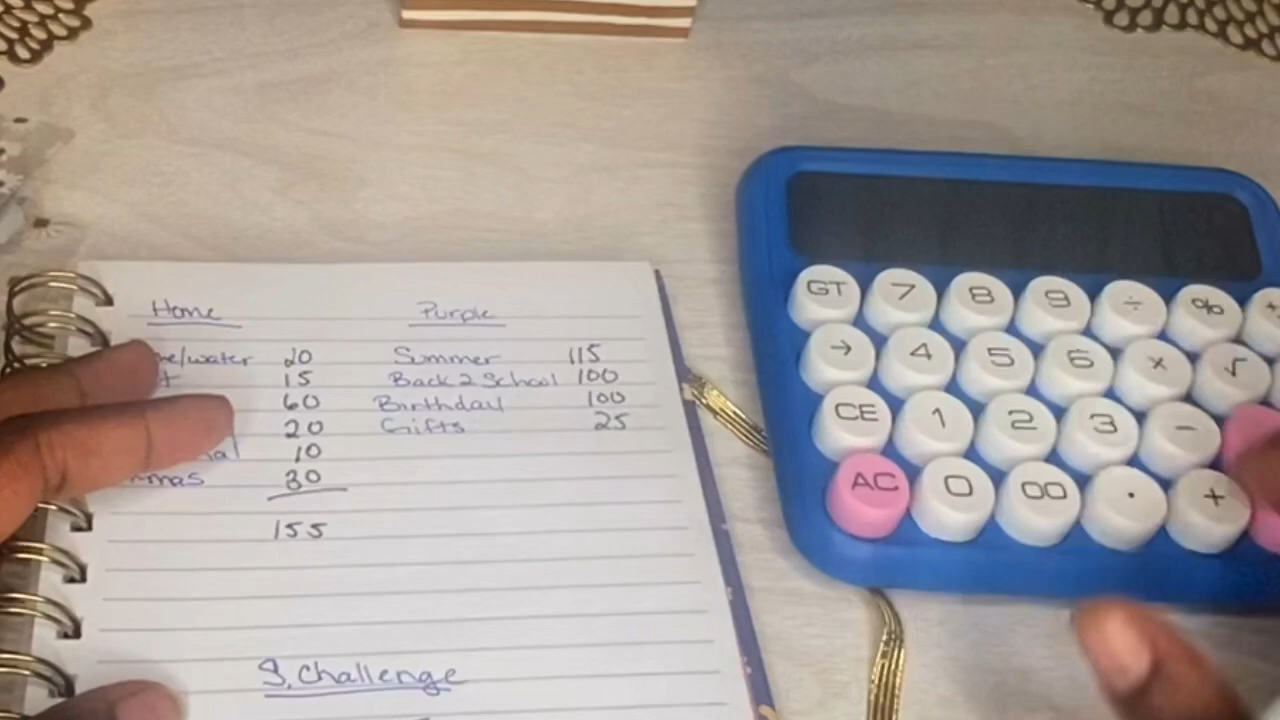 Home
Purple
20
Summer 115
15
Back 2 School 100
60
Birthday 100
20
Gifts 25
10
30
155
S. Challenge
GT 7 8 9 ÷ %
→ 4 5 6 × √
CE 1 2 3 -
AC 0 00 . +